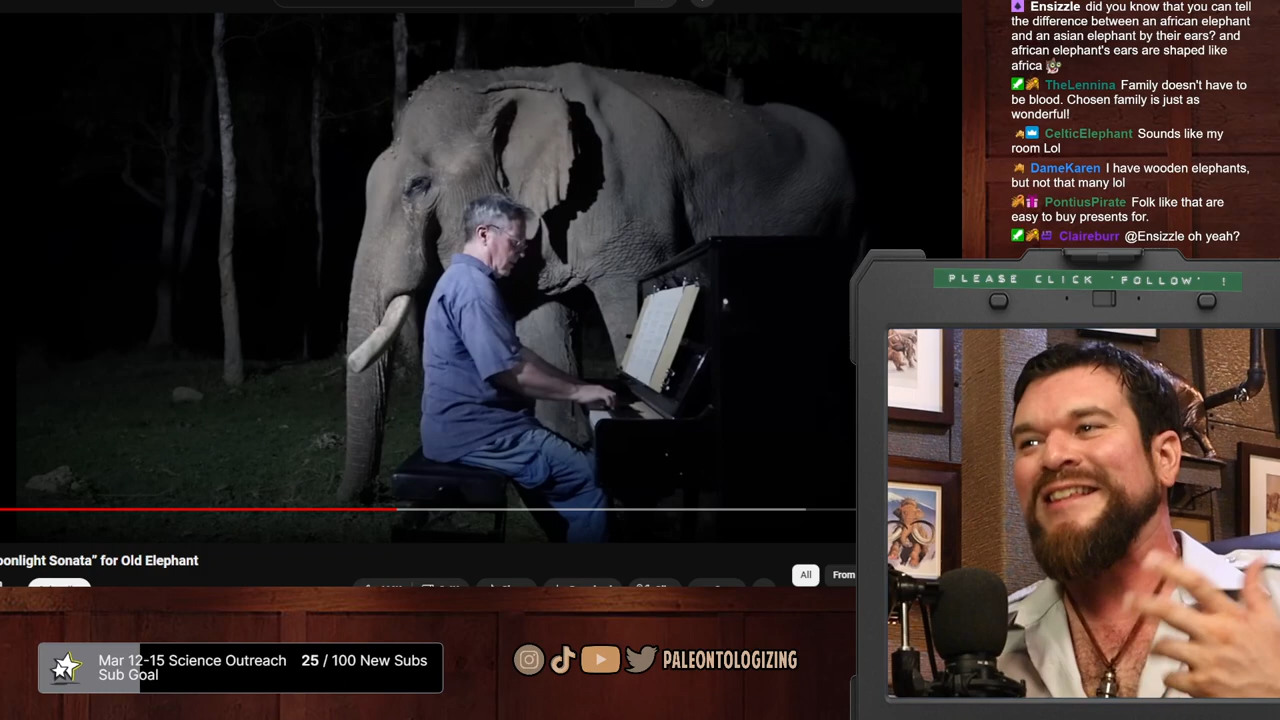 Ensizzle did you know that you can tell
the difference between an african elephant
and an asian elephant by their ears? and
african elephant's ears are shaped like
africa
TheLennina Family doesn't have to
be blood. Chosen family is just as
wonderful!
CelticElephant Sounds like my
room Lol
DameKaren I have wooden elephants,
but not that many lol
PontiusPirate Folk like that are
easy to buy presents for.
Claireburr @Ensizzle oh yeah?
PLEASE CLICK 'FOLLOW' !
oonlight Sonata” for Old Elephant
All From
Mar 12-15 Science Outreach 25 / 100 New Subs
Sub Goal
PALEONTOLOGIZING